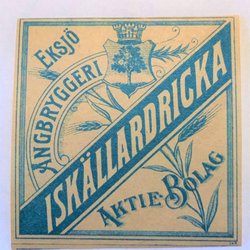 EKSJÖ
ÅNGBRYGGERI
ISKÄLLARDRICKA
AKTIE-BOLAG